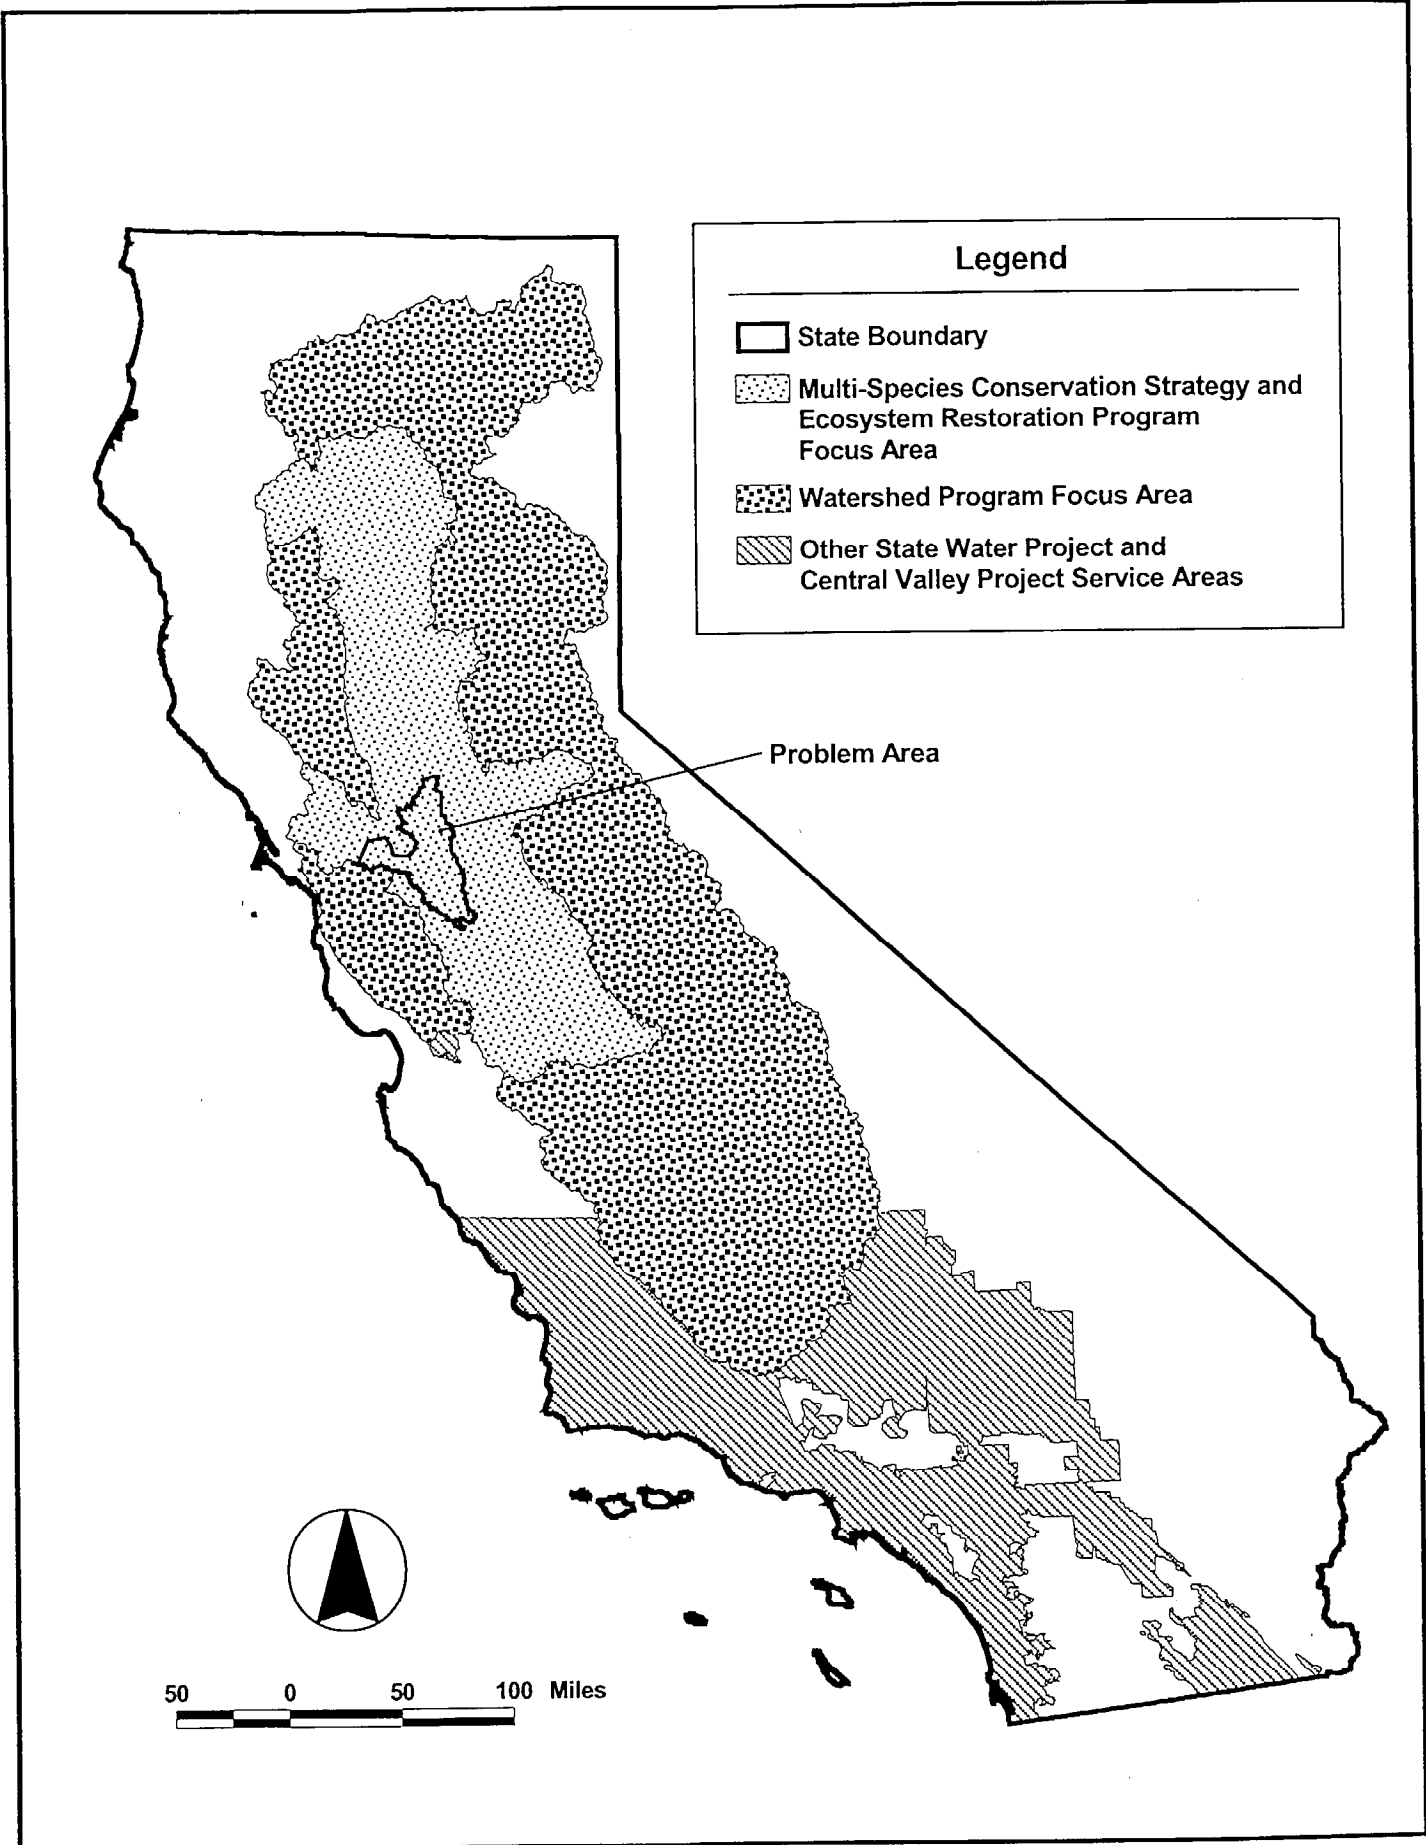 Legend
State Boundary
Multi-Species Conservation Strategy and
Ecosystem Restoration Program
Focus Area
Watershed Program Focus Area
Other State Water Project and
Central Valley Project Service Areas
Problem Area
50 0 50 100 Miles